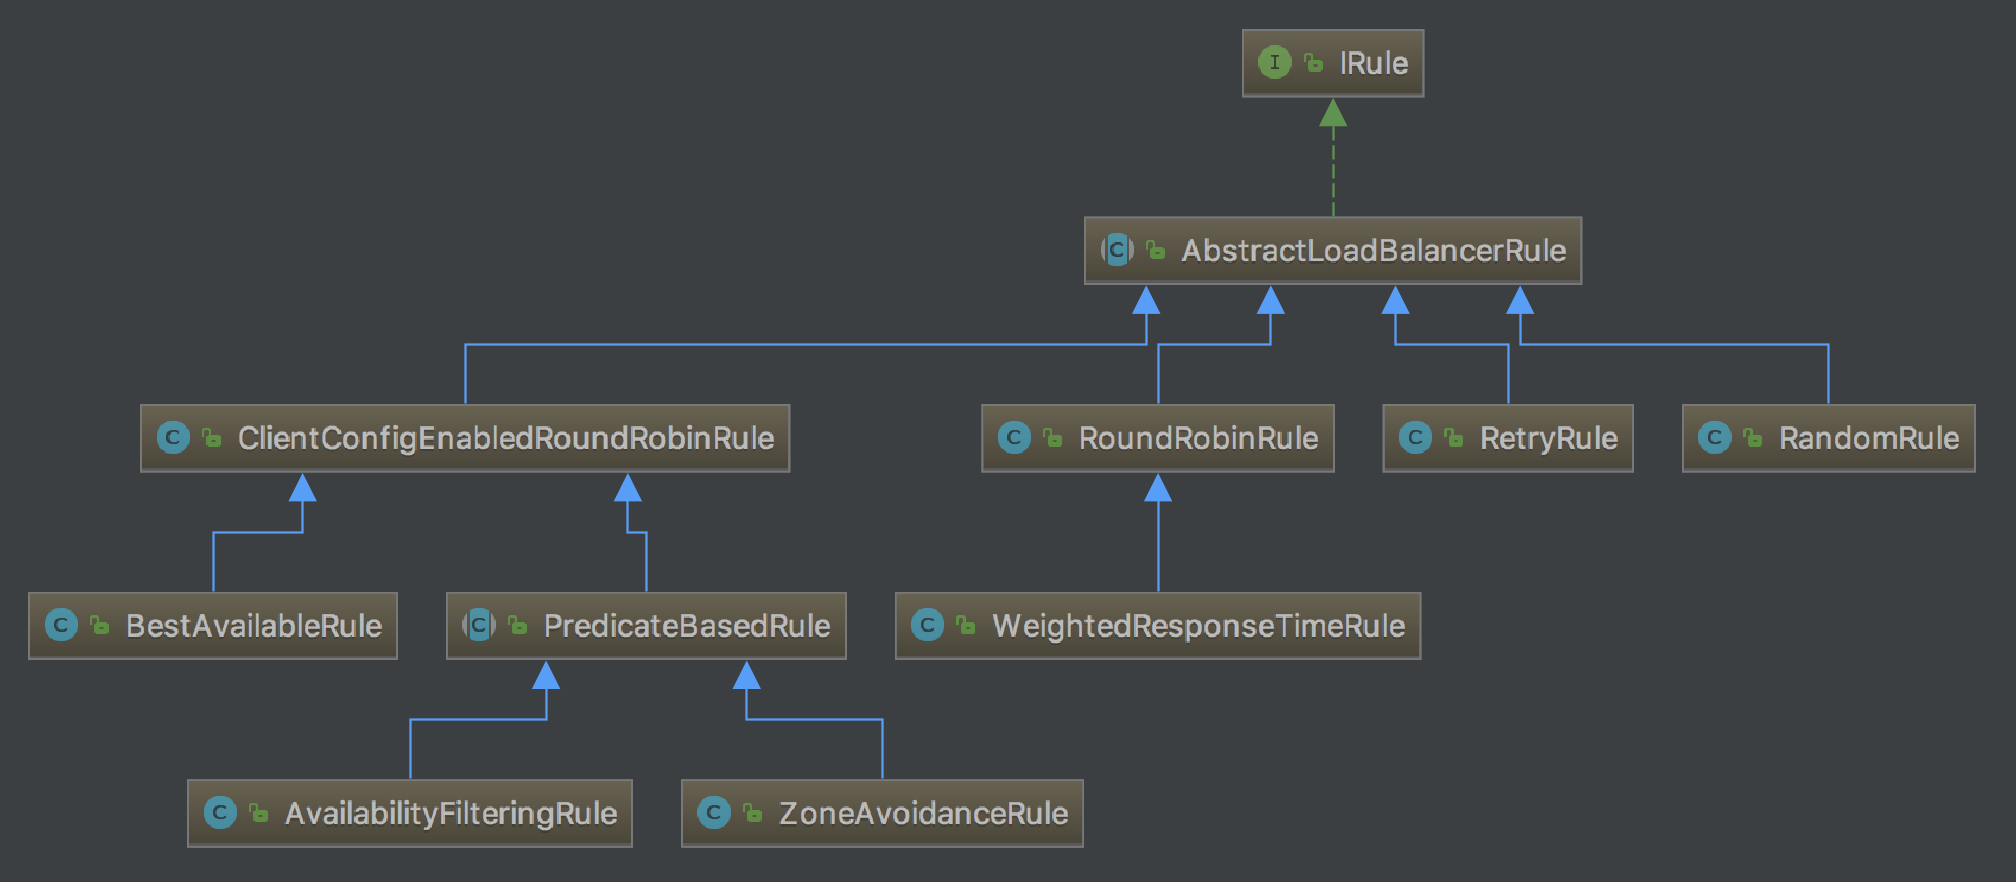 I IRule
C AbstractLoadBalancerRule
C ClientConfigEnabledRoundRobinRule
C RoundRobinRule
C RetryRule
C RandomRule
C BestAvailableRule
C PredicateBasedRule
C WeightedResponseTimeRule
C AvailabilityFilteringRule
C ZoneAvoidanceRule